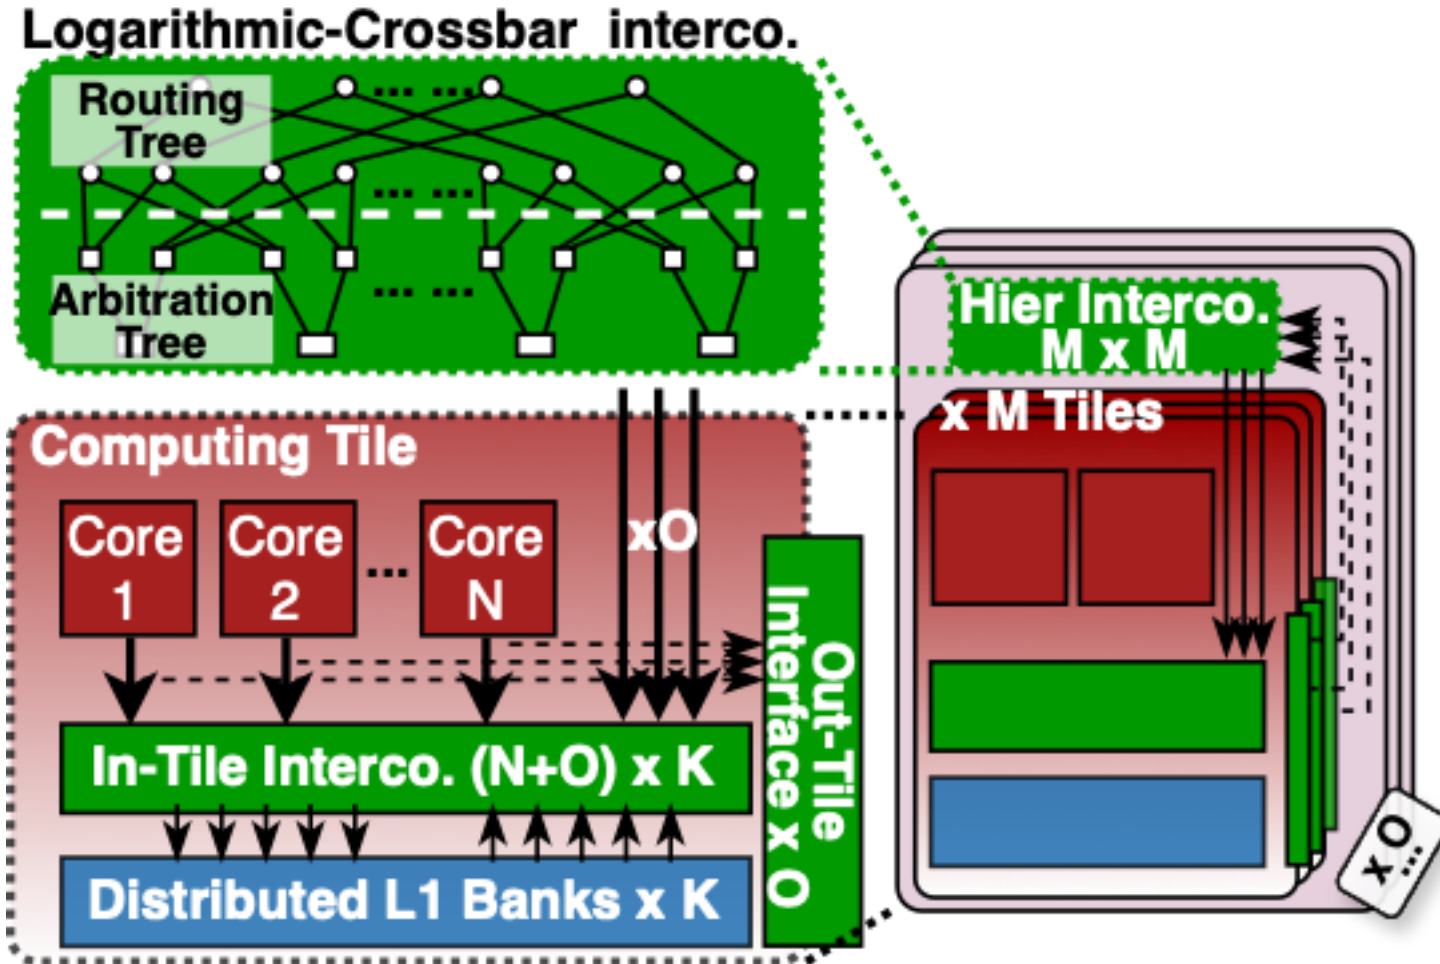 Logarithmic-Crossbar interco.
Routing
Tree
... ...
... ...
Arbitration
Tree
... ...
Hier Interco.
M x M
x M Tiles
Computing Tile
Core
1
Core
2
...
Core
N
xO
In-Tile Interco. (N+O) x K
Distributed L1 Banks x K
Out-Tile
Interface x O
x O
...